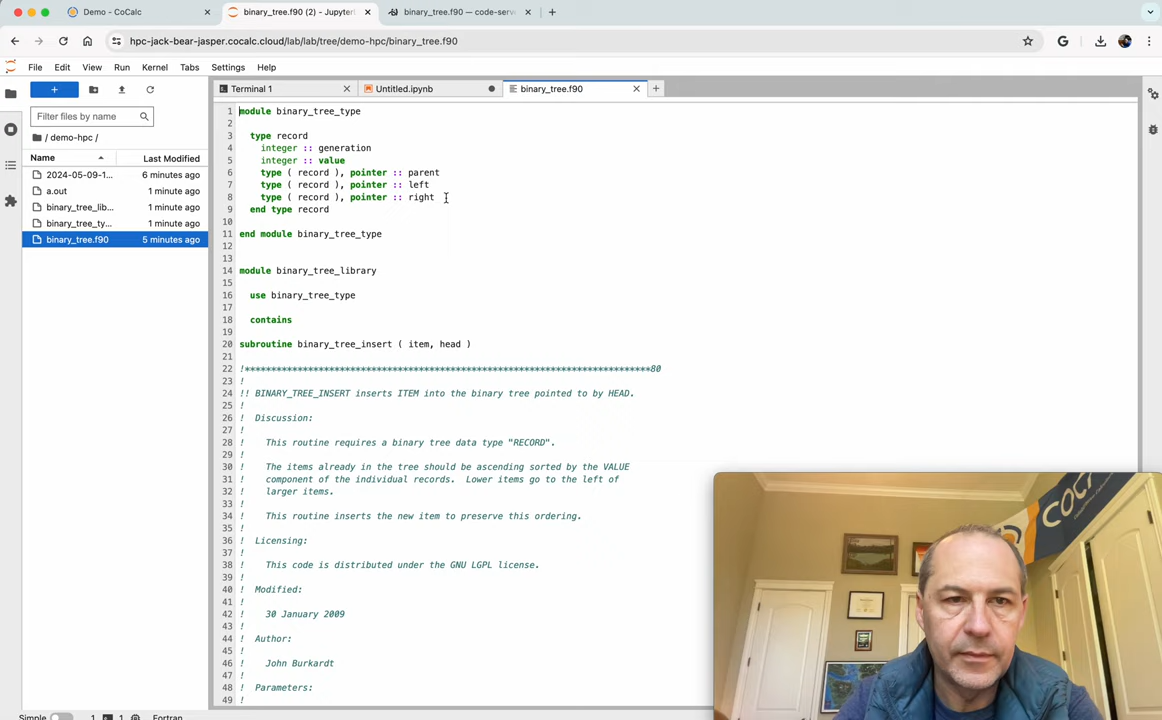 Demo - CoCalc
binary_tree.f90 (2) - Jupyterl
binary_tree.f90 — code-serve
hpc-jack-bear-jasper.cocalc.cloud/lab/lab/tree/demo-hpc/binary_tree.f90
File Edit View Run Kernel Tabs Settings Help
Terminal 1
Untitled.ipynb
binary_tree.f90
Filter files by name
/ demo-hpc /
Name
Last Modified
2024-05-09-1... 6 minutes ago
a.out 1 minute ago
binary_tree_lib... 1 minute ago
binary_tree_ty... 1 minute ago
binary_tree.f90 5 minutes ago
1 module binary_tree_type
2
3 type record
4 integer :: generation
5 integer :: value
6 type ( record ), pointer :: parent
7 type ( record ), pointer :: left
8 type ( record ), pointer :: right
9 end type record
10
11 end module binary_tree_type
12
13
14 module binary_tree_library
15
16 use binary_tree_type
17
18 contains
19
20 subroutine binary_tree_insert ( item, head )
21
22 !*****************************************************************************80
23 !
24 !! BINARY_TREE_INSERT inserts ITEM into the binary tree pointed to by HEAD.
25 !
26 ! Discussion:
27 !
28 ! This routine requires a binary tree data type "RECORD".
29 !
30 ! The items already in the tree should be ascending sorted by the VALUE
31 ! component of the individual records. Lower items go to the left of
32 ! larger items.
33 !
34 ! This routine inserts the new item to preserve this ordering.
35 !
36 ! Licensing:
37 !
38 ! This code is distributed under the GNU LGPL license.
39 !
40 ! Modified:
41 !
42 ! 30 January 2009
43 !
44 ! Author:
45 !
46 ! John Burkardt
47 !
48 ! Parameters:
49 !
Simple
1
1
Fortran